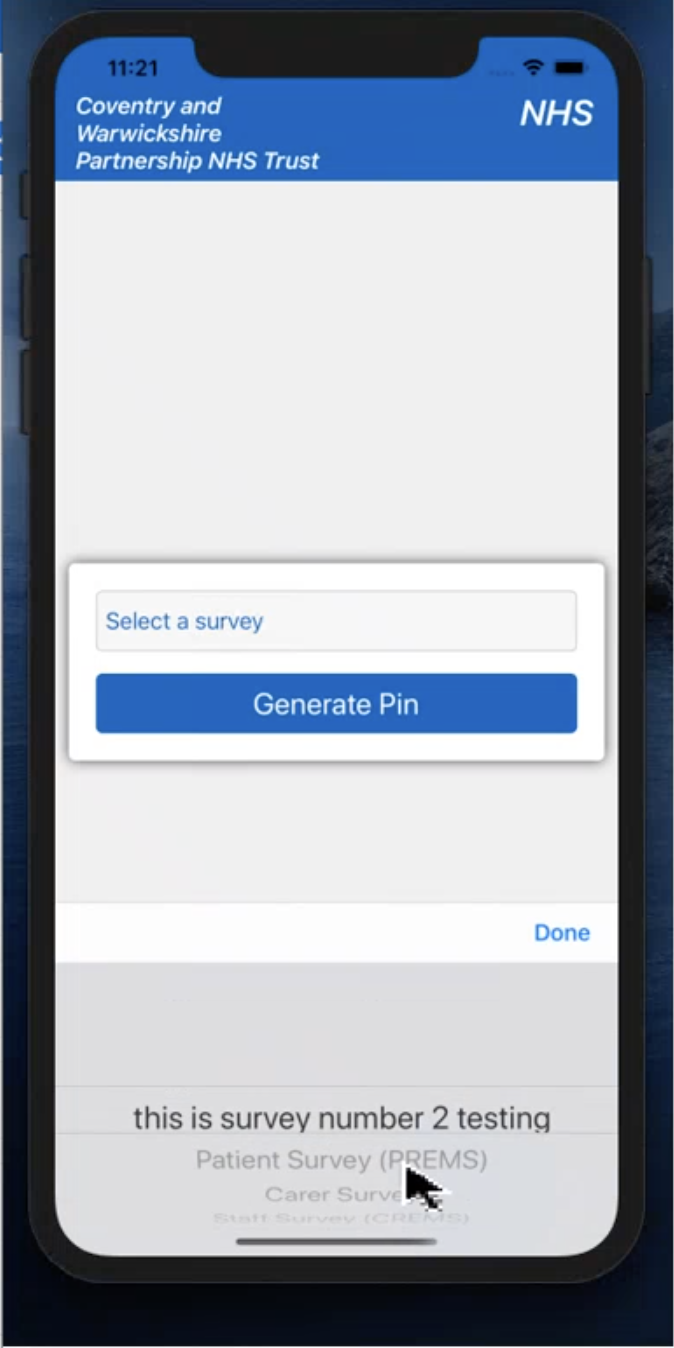 11:21
Coventry and
Warwickshire
Partnership NHS Trust
NHS
Select a survey
Generate Pin
Done
this is survey number 2 testing
Patient Survey (PREMS)
Carer Surve
Staff Survey (CREMS)